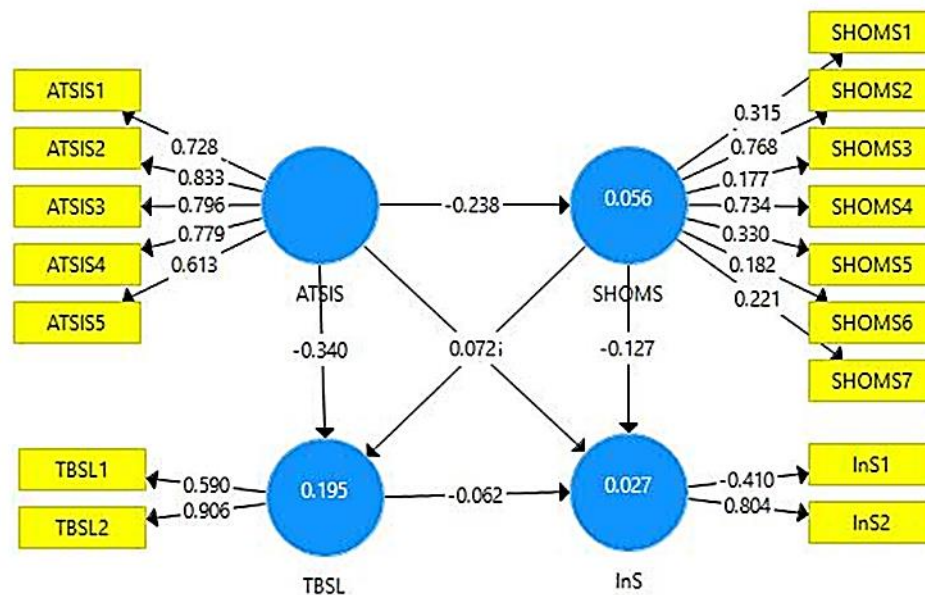 SHOMS1
ATSIS1
0.315
SHOMS2
0.728
0.768
ATSIS2
SHOMS3
0.833
0.177
ATSIS3
0.796
-0.238
0.056
0.734
SHOMS4
0.779
0.330
ATSIS4
SHOMS5
0.613
0.182
ATSIS
SHOMS
0.221
ATSIS5
SHOMS6
-0.340
0.072
-0.127
SHOMS7
TBSL1
InS1
0.590
0.195
-0.062
0.027
-0.410
0.906
0.804
TBSL2
InS2
TBSL
InS